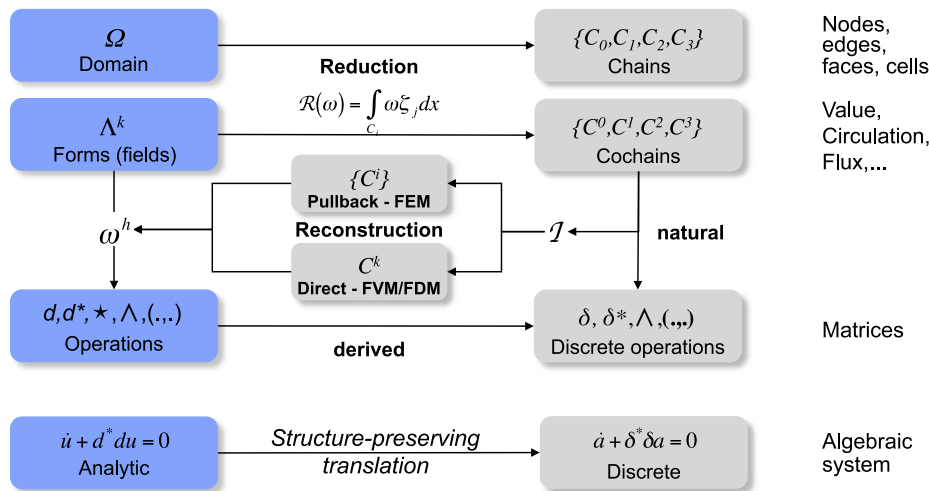 Ω
Domain
Reduction
{C₀,C₁,C₂,C₃}
Chains
Nodes,
edges,
faces, cells
Λᵏ
Forms (fields)
ℛ(ω) = ∫_{Cᵢ} ωζⱼdx
{C⁰,C¹,C²,C³}
Cochains
Value,
Circulation,
Flux,...
{Cⁱ}
Pullback - FEM
ωʰ
Reconstruction
ℐ
natural
Cᵏ
Direct - FVM/FDM
d,d*,★,∧,(.,.)
Operations
derived
δ, δ*,∧,(.,.)
Discrete operations
Matrices
u̇ + d*du = 0
Analytic
Structure-preserving
translation
ȧ + δ*δa = 0
Discrete
Algebraic
system